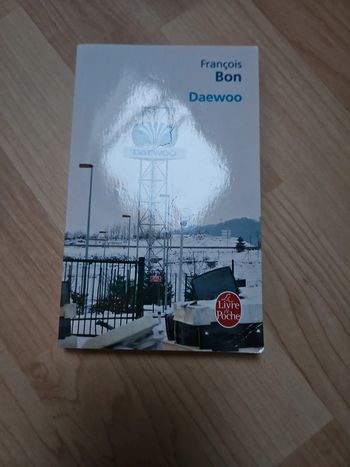 François
Bon
Daewoo
DAEWOO
Le
Livre
de
Poche